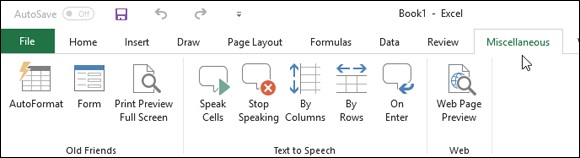 AutoSave Off Book1 - Excel
File Home Insert Draw Page Layout Formulas Data Review Miscellaneous
AutoFormat Form Print Preview Full Screen Speak Cells Stop Speaking By Columns By Rows On Enter Web Page Preview
Old Friends Text to Speech Web